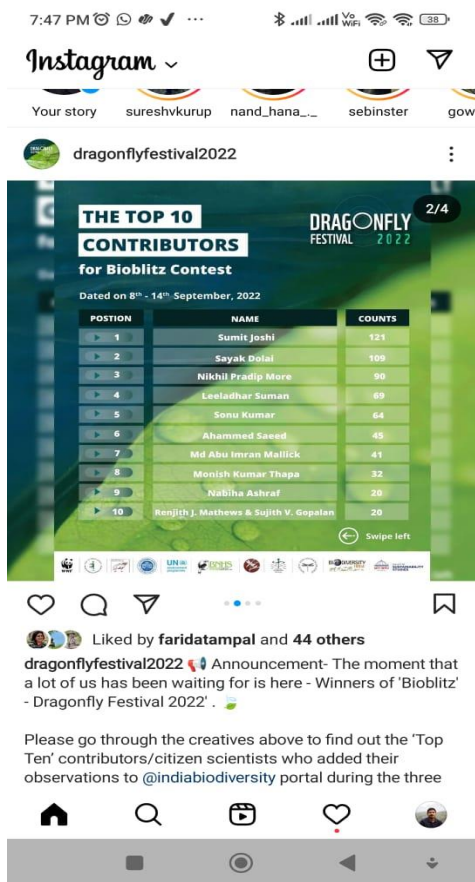 7:47 PM
VoWiFi
38
Instagram
Your story sureshvkurup nand_hana_._ sebinster gow
dragonflyfestival2022
2/4
THE TOP 10
CONTRIBUTORS
for Bioblitz Contest
DRAGONFLY
FESTIVAL 2022
Dated on 8th - 14th September, 2022
POSTION NAME COUNTS
1 Sumit Joshi 121
2 Sayak Dolai 109
3 Nikhil Pradip More 90
4 Leeladhar Suman 69
5 Sonu Kumar 64
6 Ahammed Saeed 45
7 Md Abu Imran Mallick 41
8 Monish Kumar Thapa 32
9 Nabiha Ashraf 20
10 Renjith J. Mathews & Sujith V. Gopalan 20
Swipe left
WWF
Liked by faridatampal and 44 others
dragonflyfestival2022 📢 Announcement- The moment that
a lot of us has been waiting for is here - Winners of 'Bioblitz'
- Dragonfly Festival 2022' . 🍃
Please go through the creatives above to find out the 'Top
Ten' contributors/citizen scientists who added their
observations to @indiabiodiversity portal during the three